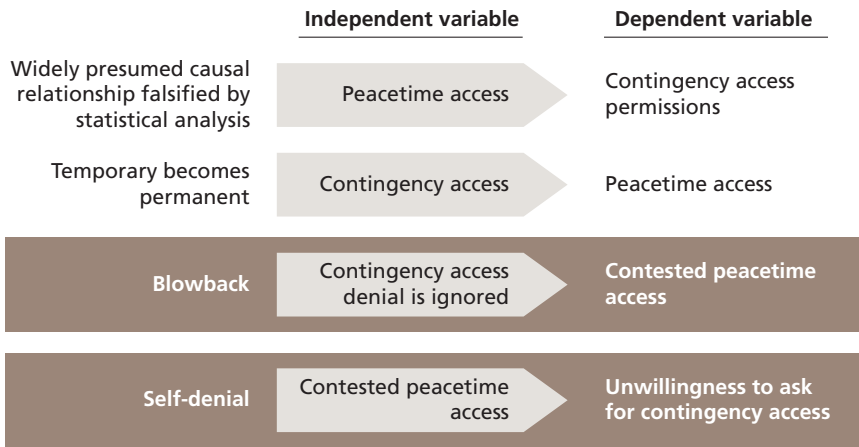 Independent variable
Dependent variable
Widely presumed causal
relationship falsified by
statistical analysis
Peacetime access
Contingency access
permissions
Temporary becomes
permanent
Contingency access
Peacetime access
Blowback
Contingency access
denial is ignored
Contested peacetime
access
Self-denial
Contested peacetime
access
Unwillingness to ask
for contingency access